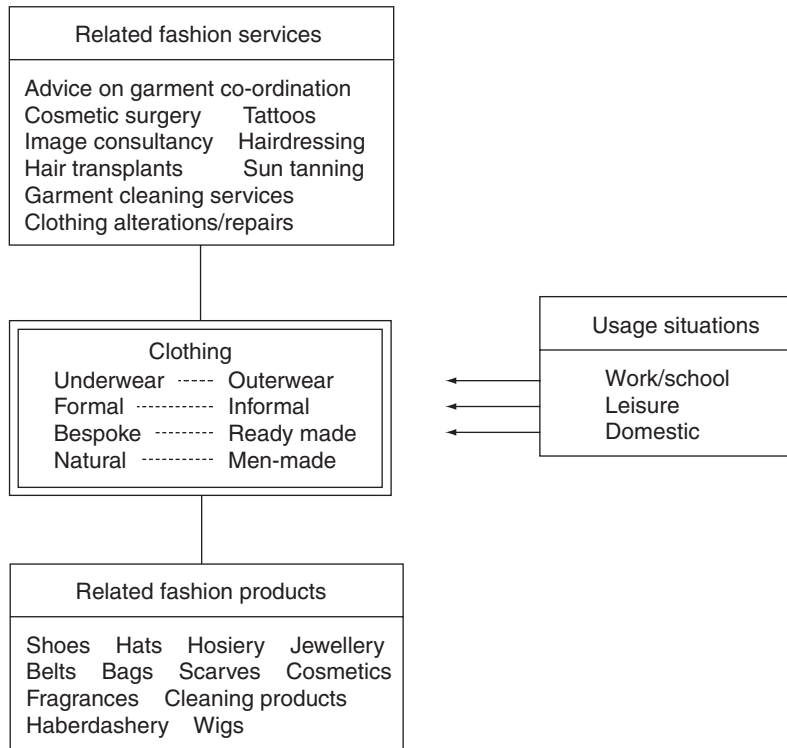 Related fashion services
Advice on garment co-ordination
Cosmetic surgery Tattoos
Image consultancy Hairdressing
Hair transplants Sun tanning
Garment cleaning services
Clothing alterations/repairs
Clothing
Underwear Outerwear
Formal Informal
Bespoke Ready made
Natural Men-made
Usage situations
Work/school
Leisure
Domestic
Related fashion products
Shoes Hats Hosiery Jewellery
Belts Bags Scarves Cosmetics
Fragrances Cleaning products
Haberdashery Wigs